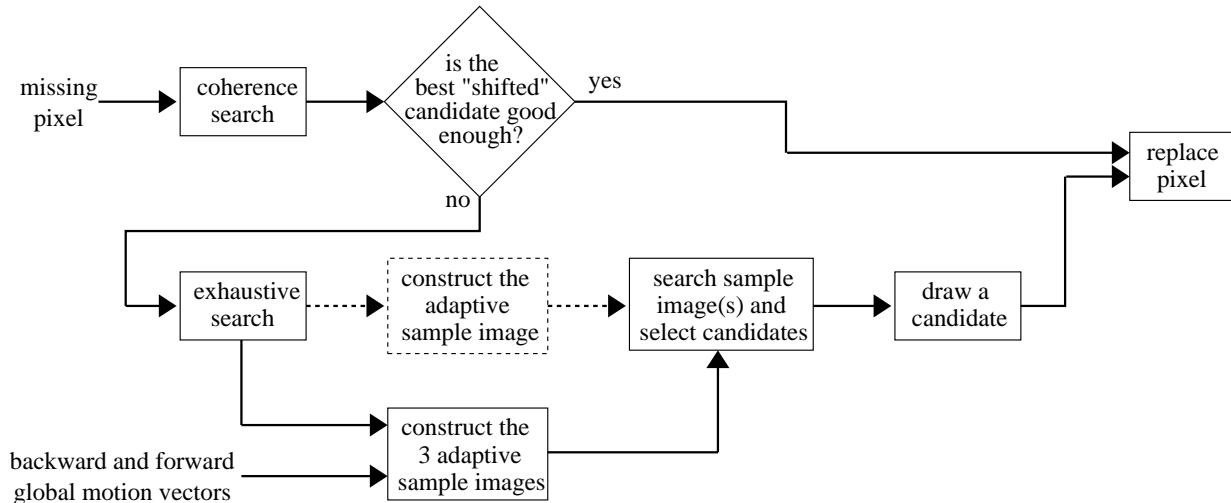 missing
pixel
coherence
search
is the
best "shifted"
candidate good
enough?
yes
no
replace
pixel
exhaustive
search
construct the
adaptive
sample image
search sample
image(s) and
select candidates
draw a
candidate
construct the
3 adaptive
sample images
backward and forward
global motion vectors